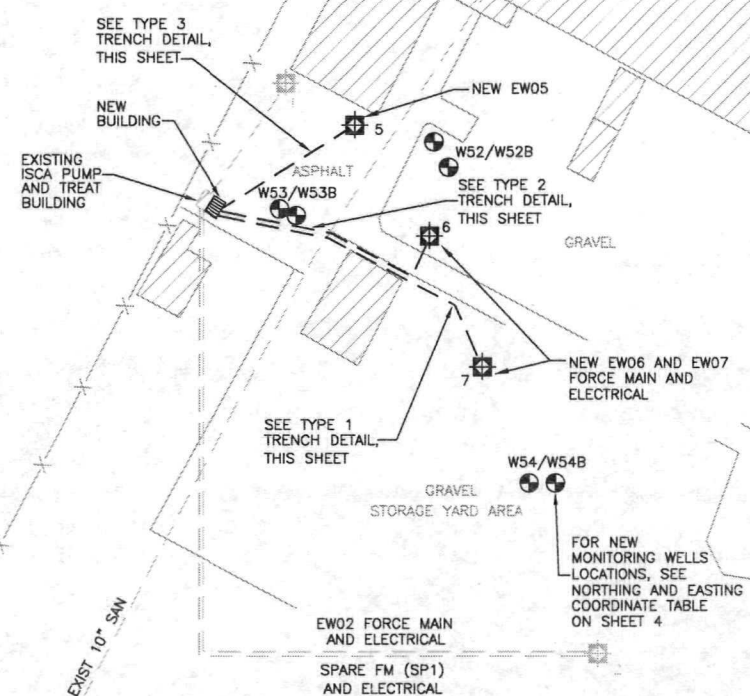 SEE TYPE 3
TRENCH DETAIL,
THIS SHEET
NEW EW05
5
NEW
BUILDING
EXISTING
ISCA PUMP
AND TREAT
BUILDING
ASPHALT
W52/W52B
W53/W53B
SEE TYPE 2
TRENCH DETAIL,
THIS SHEET
6
GRAVEL
7
NEW EW06 AND EW07
FORCE MAIN AND
ELECTRICAL
SEE TYPE 1
TRENCH DETAIL,
THIS SHEET
W54/W54B
GRAVEL
STORAGE YARD AREA
FOR NEW
MONITORING WELLS
LOCATIONS, SEE
NORTHING AND EASTING
COORDINATE TABLE
ON SHEET 4
EXIST 10" SAN
EW02 FORCE MAIN
AND ELECTRICAL
SPARE FM (SP1)
AND ELECTRICAL